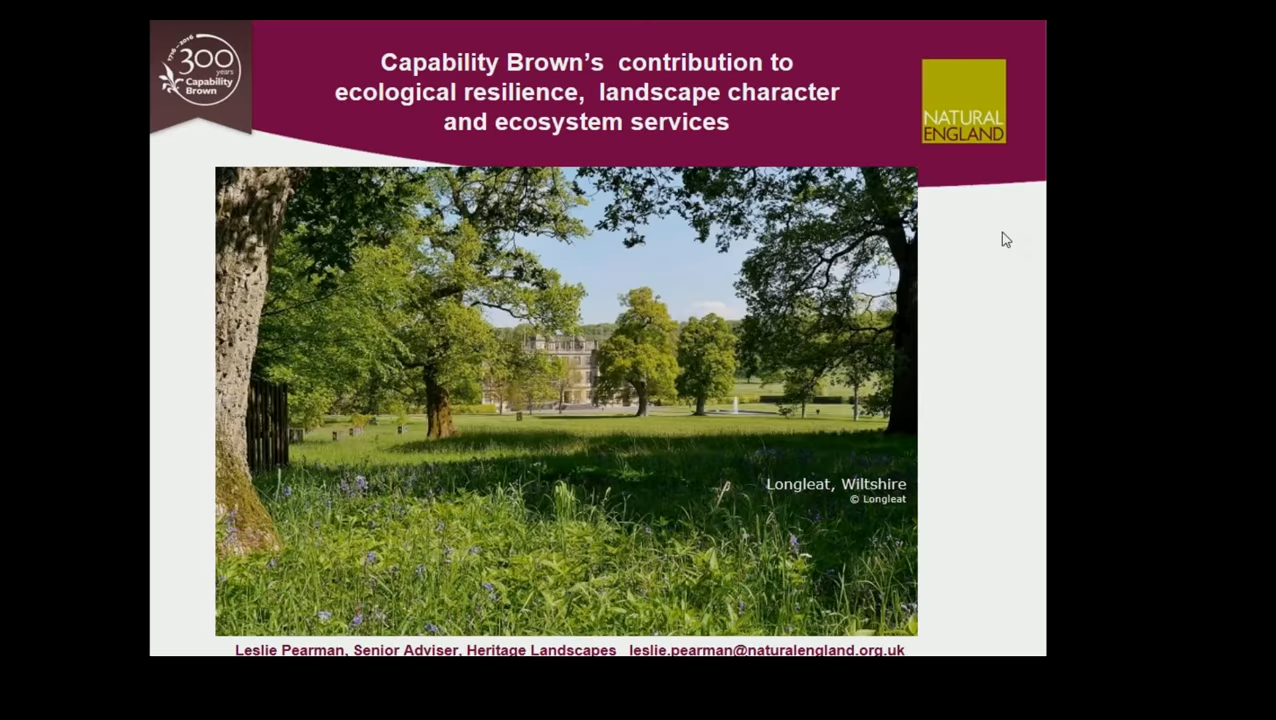 1716 – 2016
300
years
Capability
Brown
Capability Brown's contribution to
ecological resilience, landscape character
and ecosystem services
NATURAL
ENGLAND
Longleat, Wiltshire
© Longleat
Leslie Pearman, Senior Adviser, Heritage Landscapes leslie.pearman@naturalengland.org.uk